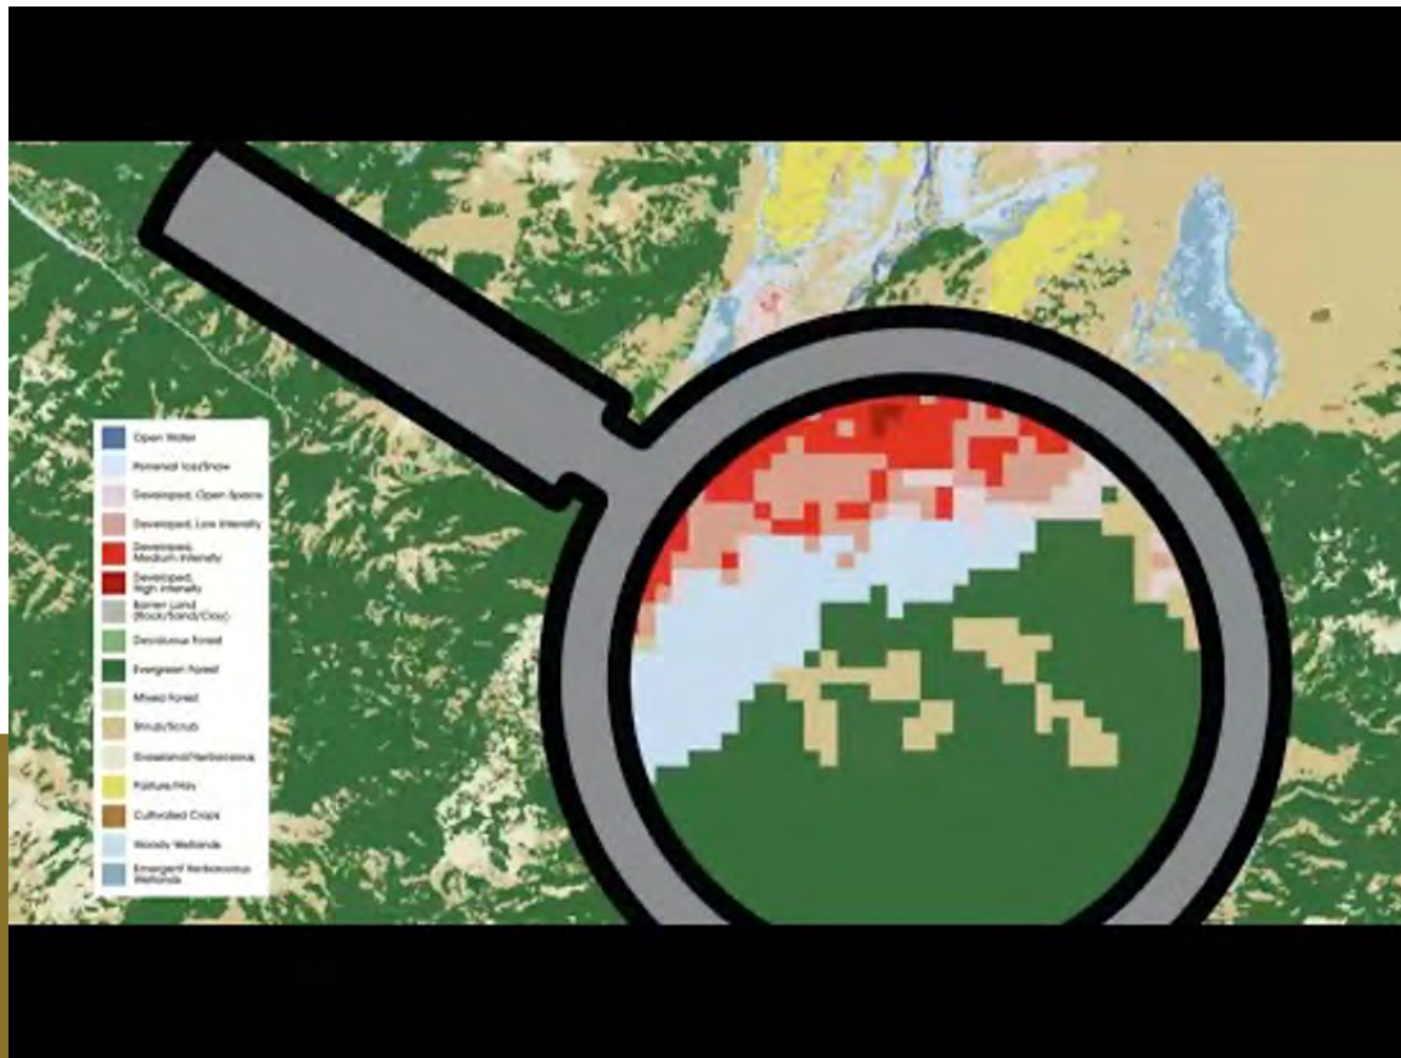 Open Water
Perennial Ice/Snow
Developed, Open Space
Developed, Low Intensity
Developed,
Medium Intensity
Developed,
High Intensity
Barren Land
(Rock/Sand/Clay)
Deciduous Forest
Evergreen Forest
Mixed Forest
Shrub/Scrub
Grassland/Herbaceous
Pasture/Hay
Cultivated Crops
Woody Wetlands
Emergent Herbaceous
Wetlands